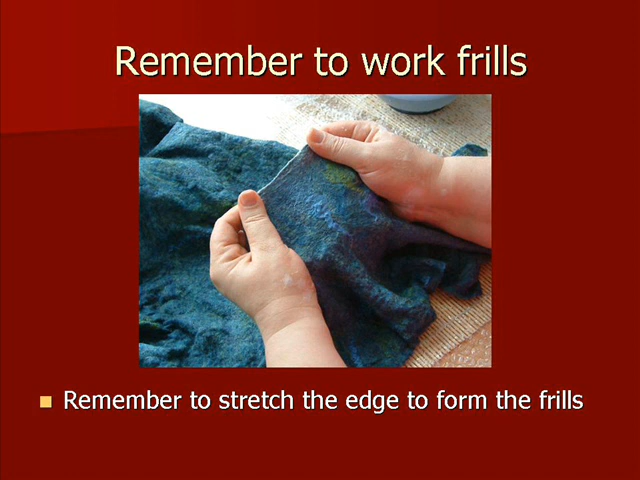 Remember to work frills
Remember to stretch the edge to form the frills